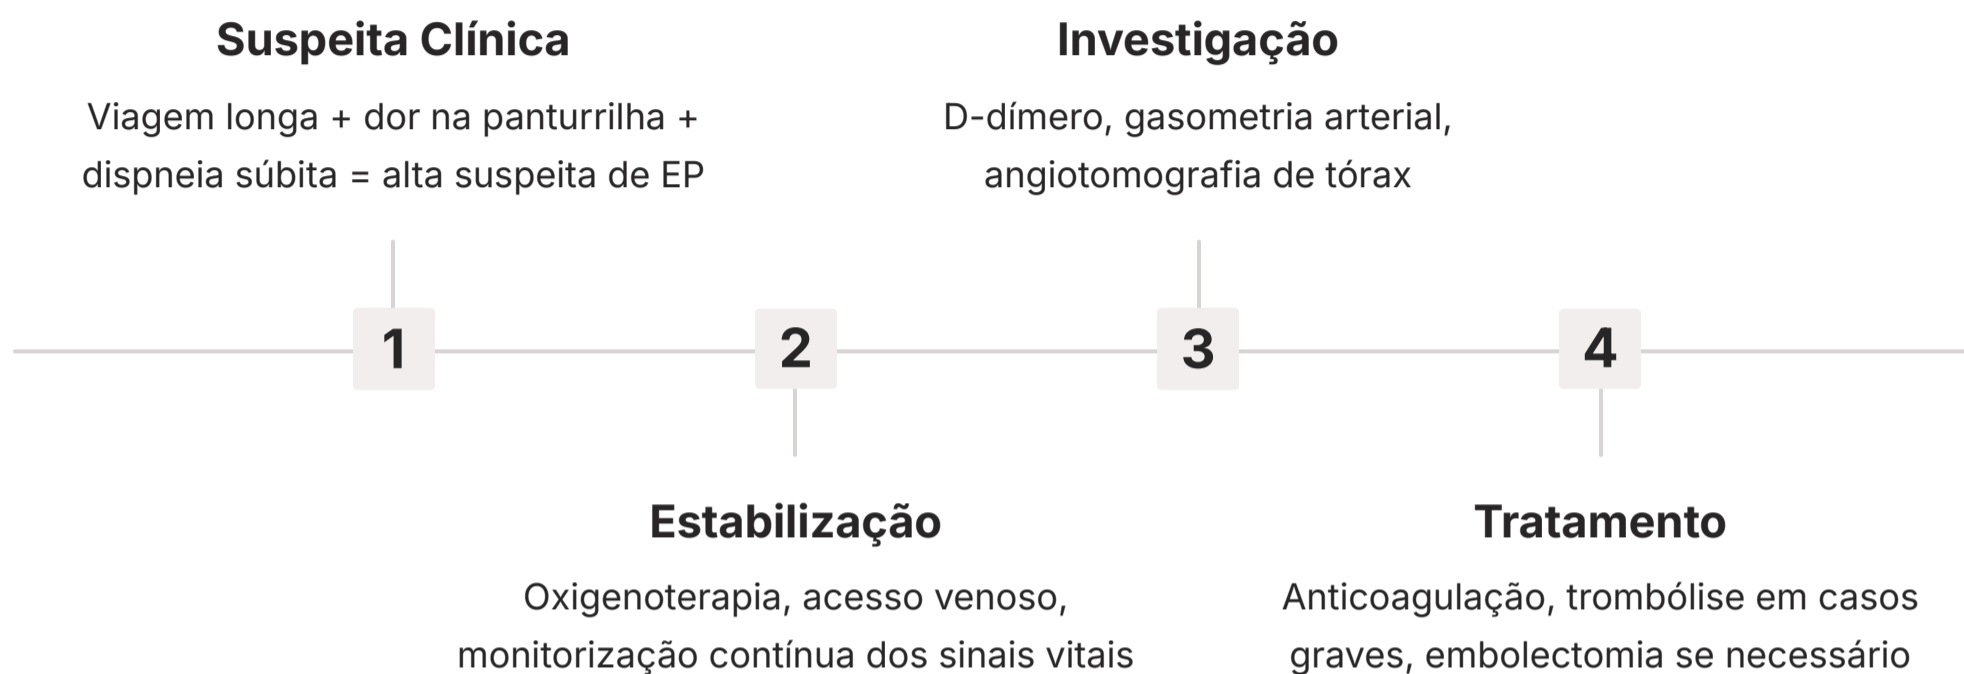 Suspeita Clínica
Viagem longa + dor na panturrilha +
dispneia súbita = alta suspeita de EP
Investigação
D-dímero, gasometria arterial,
angiotomografia de tórax
1
2
3
4
Estabilização
Oxigenoterapia, acesso venoso,
monitorização contínua dos sinais vitais
Tratamento
Anticoagulação, trombólise em casos
graves, embolectomia se necessário